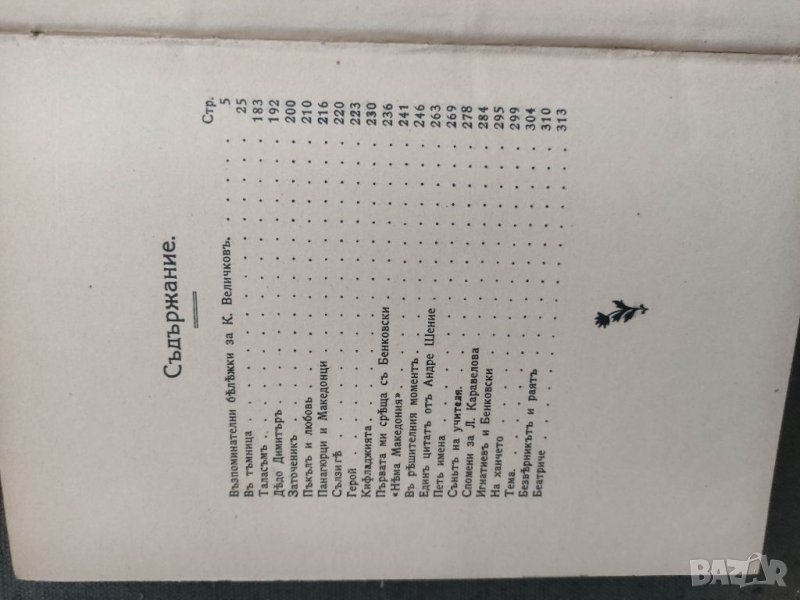 Съдържание.
Стр.
Възпоминателни бѣлѣжки за К. Величковъ. . . . . . 5
Въ тъмница . . . . . . . . . . 25
Таласъмъ . . . . . . . . . . 183
Дѣдо Димитъръ . . . . . . . . . . 192
Заточеникъ . . . . . . . . . . 200
Пъкълъ и любовь . . . . . . . . . . 210
Панагюрци и Македонци . . . . . . . . . . 216
Сълзитѣ . . . . . . . . . . 220
Герой . . . . . . . . . . 223
Кифладжията . . . . . . . . . . 230
Първата ми срѣща съ Бенковски . . . . . . . . . . 236
«Нѣма Македония» . . . . . . . . . . 241
Въ рѣшителния моментъ . . . . . . . . . . 246
Единъ цитатъ отъ Андре Шение . . . . . . . . . . 263
Петь имена . . . . . . . . . . 269
Сънътъ на учителя . . . . . . . . . . 278
Спомени за Л. Каравелова . . . . . . . . . . 284
Игнатиевъ и Бенковски . . . . . . . . . . 295
На ханчето . . . . . . . . . . 299
Тема . . . . . . . . . . 304
Безвѣрникътъ и раятъ . . . . . . . . . . 310
Беатриче . . . . . . . . . . 313
BAZAR